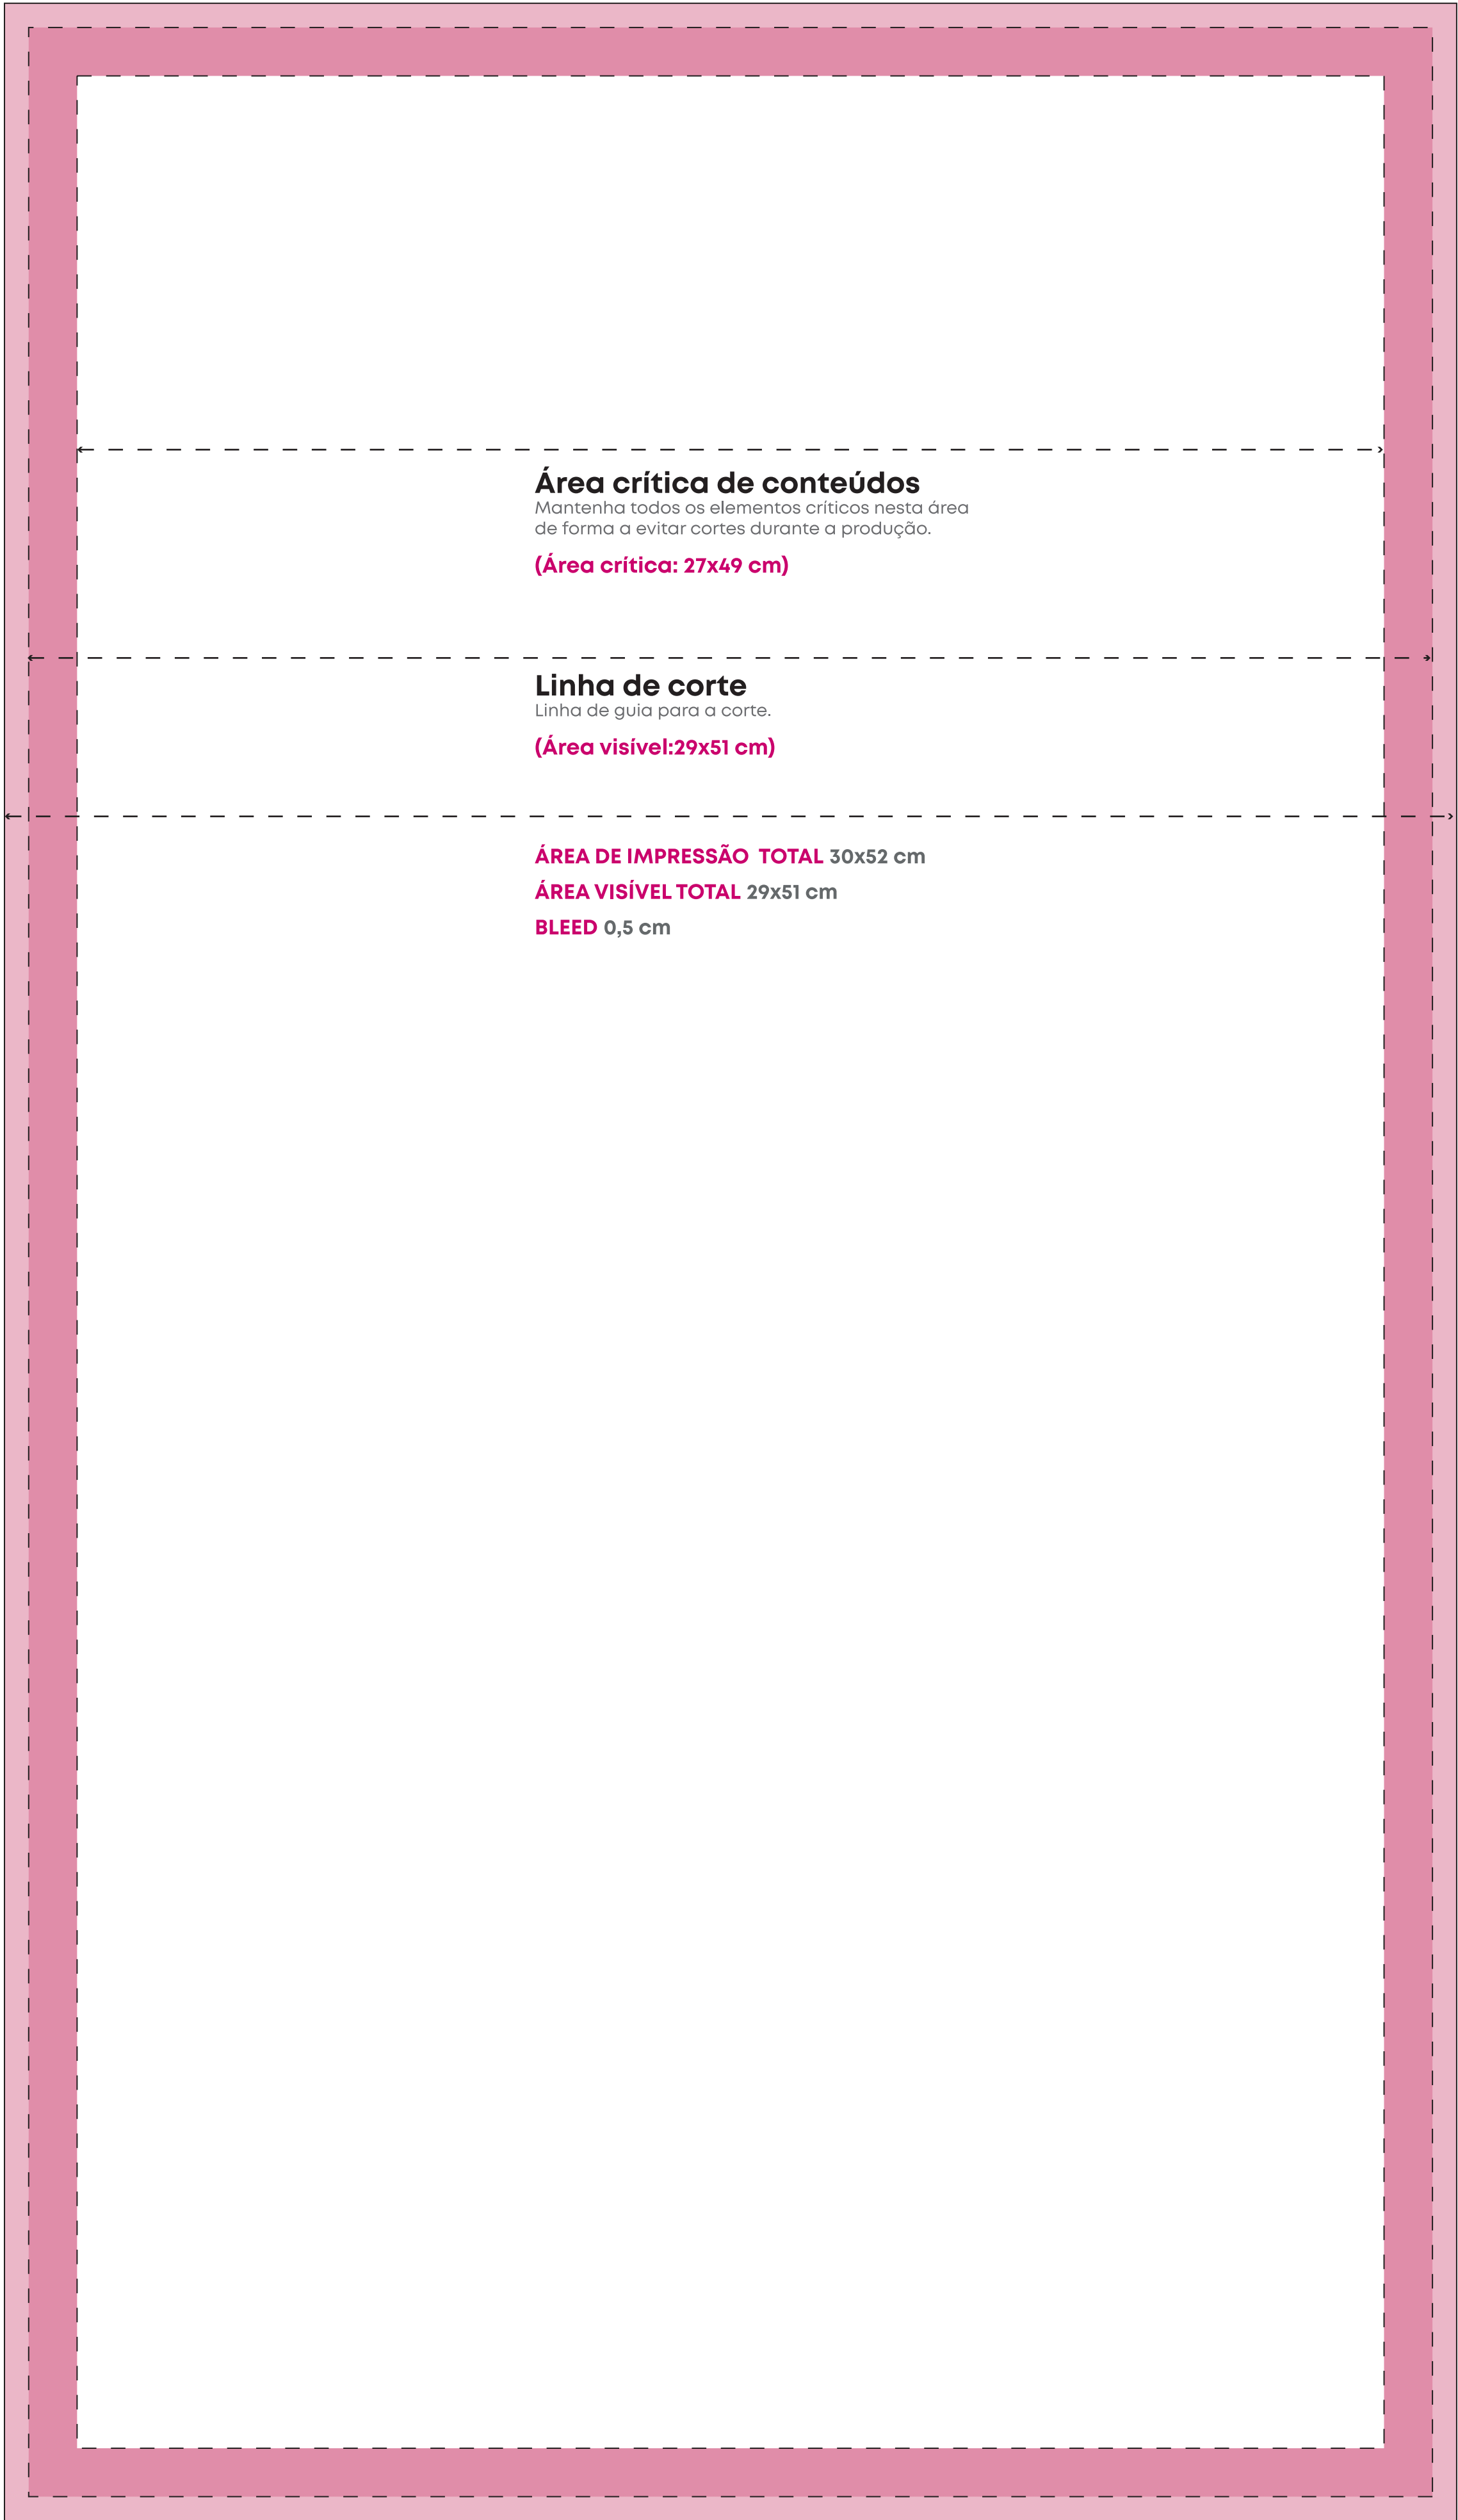 Área crítica de conteúdos
Mantenha todos os elementos críticos nesta área
de forma a evitar cortes durante a produção.
(Área crítica: 27x49 cm)
Linha de corte
Linha de guia para a corte.
(Área visível:29x51 cm)
ÁREA DE IMPRESSÃO TOTAL 30x52 cm
ÁREA VISÍVEL TOTAL 29x51 cm
BLEED 0,5 cm